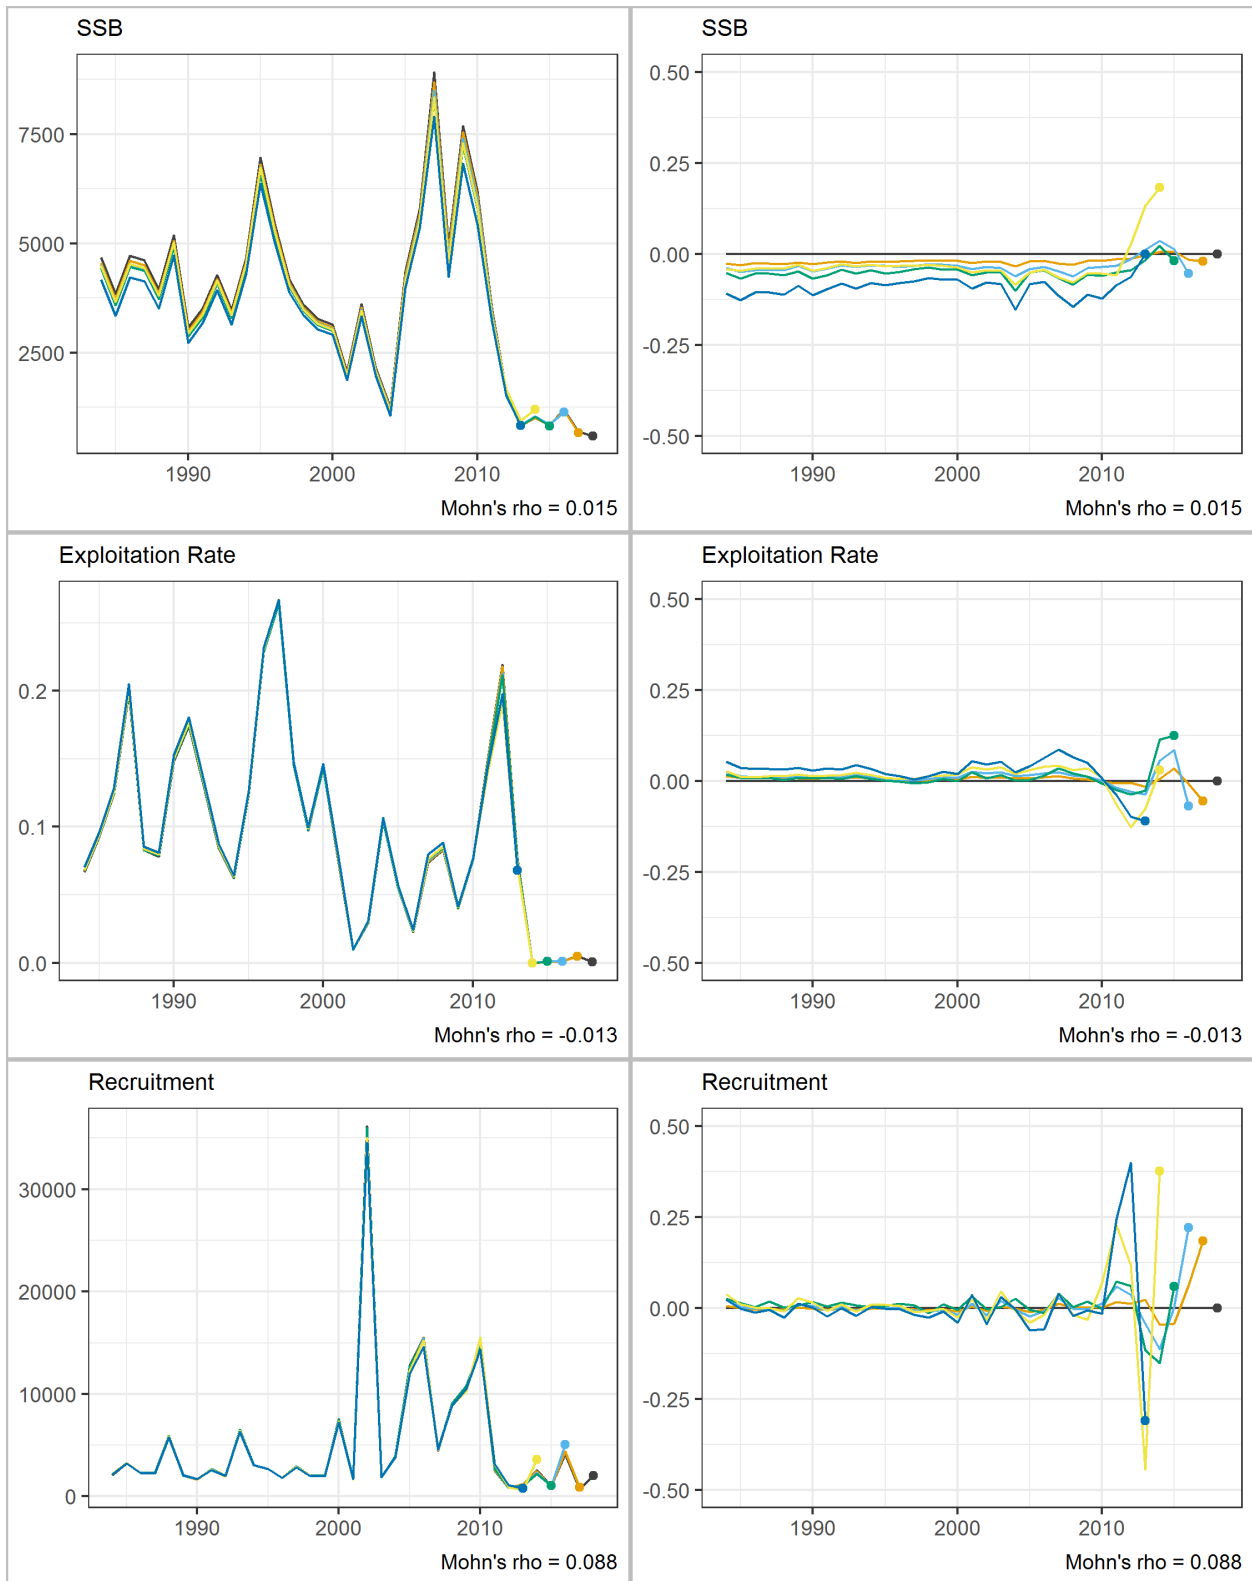 SSB
7500
5000
2500
1990 2000 2010
Mohn's rho = 0.015
SSB
0.50
0.25
0.00
-0.25
-0.50
1990 2000 2010
Mohn's rho = 0.015
Exploitation Rate
0.2
0.1
0.0
1990 2000 2010
Mohn's rho = -0.013
Exploitation Rate
0.50
0.25
0.00
-0.25
-0.50
1990 2000 2010
Mohn's rho = -0.013
Recruitment
30000
20000
10000
0
1990 2000 2010
Mohn's rho = 0.088
Recruitment
0.50
0.25
0.00
-0.25
-0.50
1990 2000 2010
Mohn's rho = 0.088